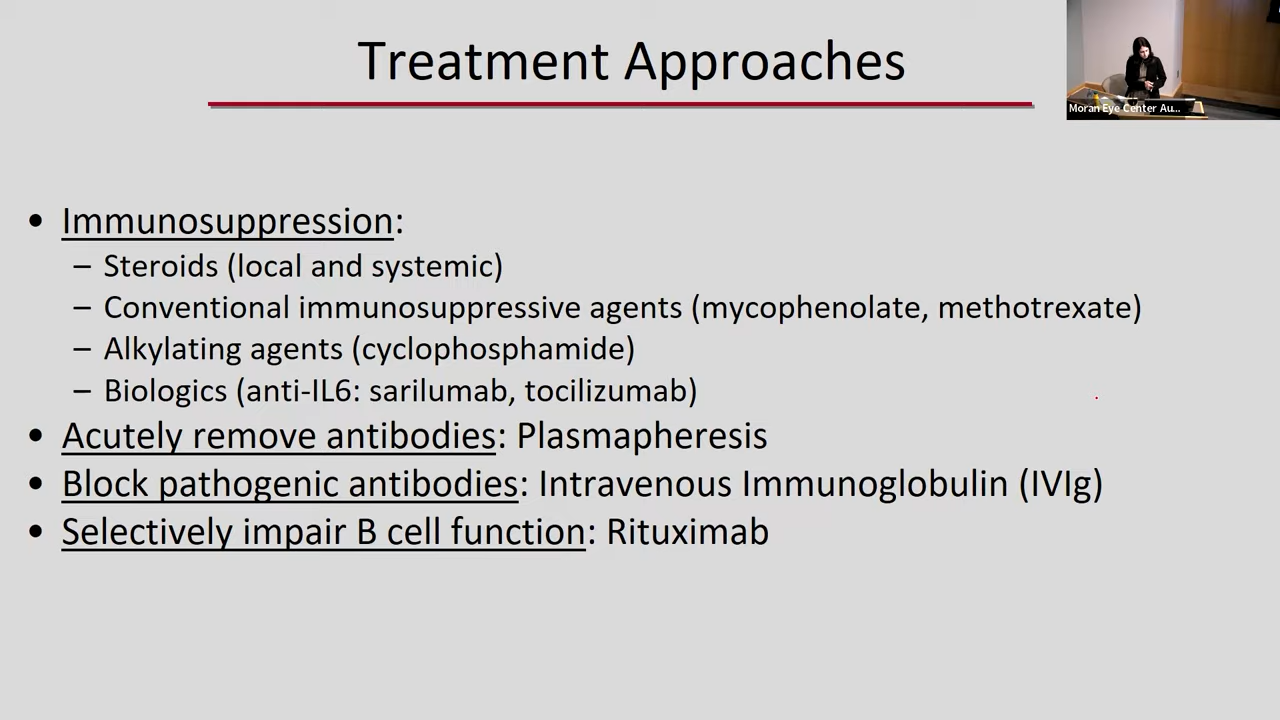 Treatment Approaches
Moran Eye Center Au...
• Immunosuppression:
– Steroids (local and systemic)
– Conventional immunosuppressive agents (mycophenolate, methotrexate)
– Alkylating agents (cyclophosphamide)
– Biologics (anti-IL6: sarilumab, tocilizumab)
• Acutely remove antibodies: Plasmapheresis
• Block pathogenic antibodies: Intravenous Immunoglobulin (IVIg)
• Selectively impair B cell function: Rituximab